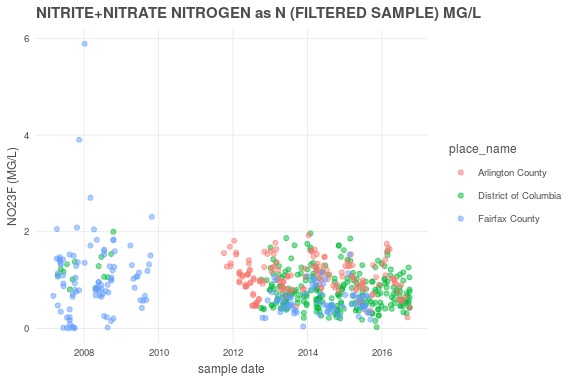 NITRITE+NITRATE NITROGEN as N (FILTERED SAMPLE) MG/L
NO23F (MG/L)
6
4
2
0
2008
2010
2012
2014
2016
sample date
place_name
Arlington County
District of Columbia
Fairfax County